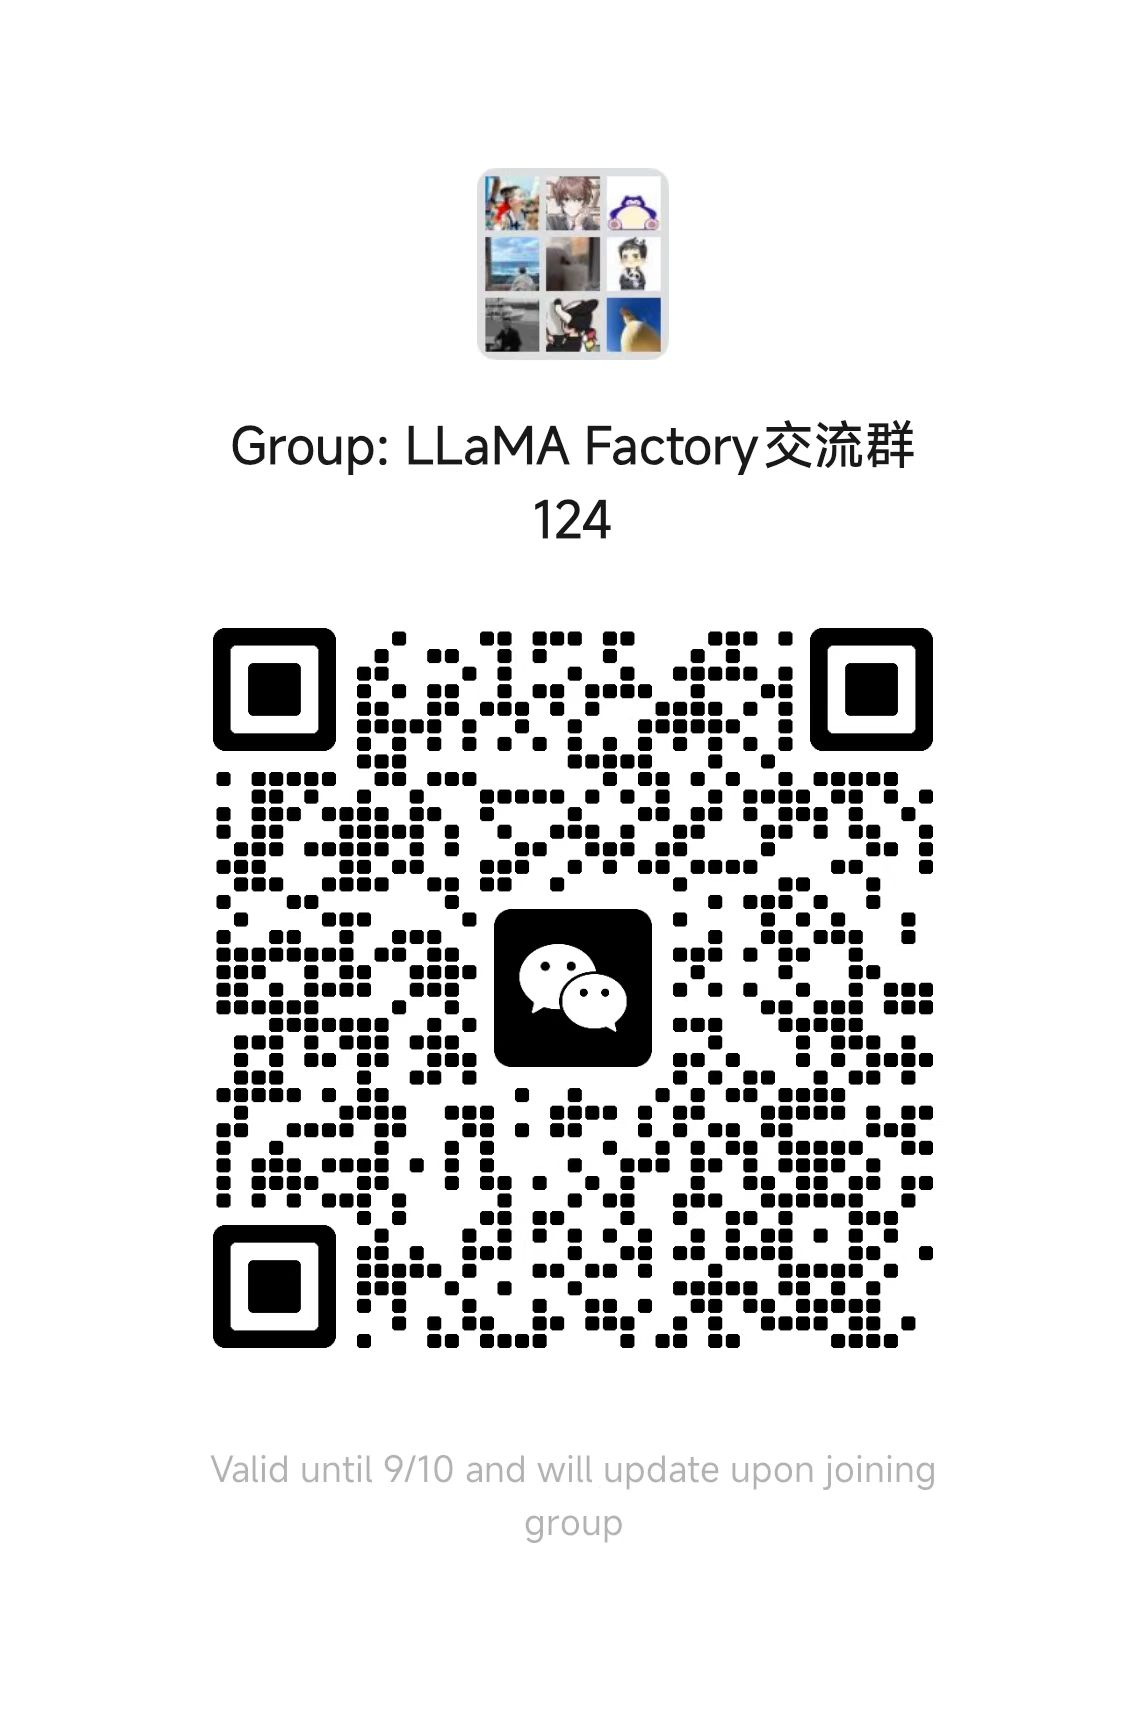 Group: LLaMA Factory交流群
124
Valid until 9/10 and will update upon joining
group